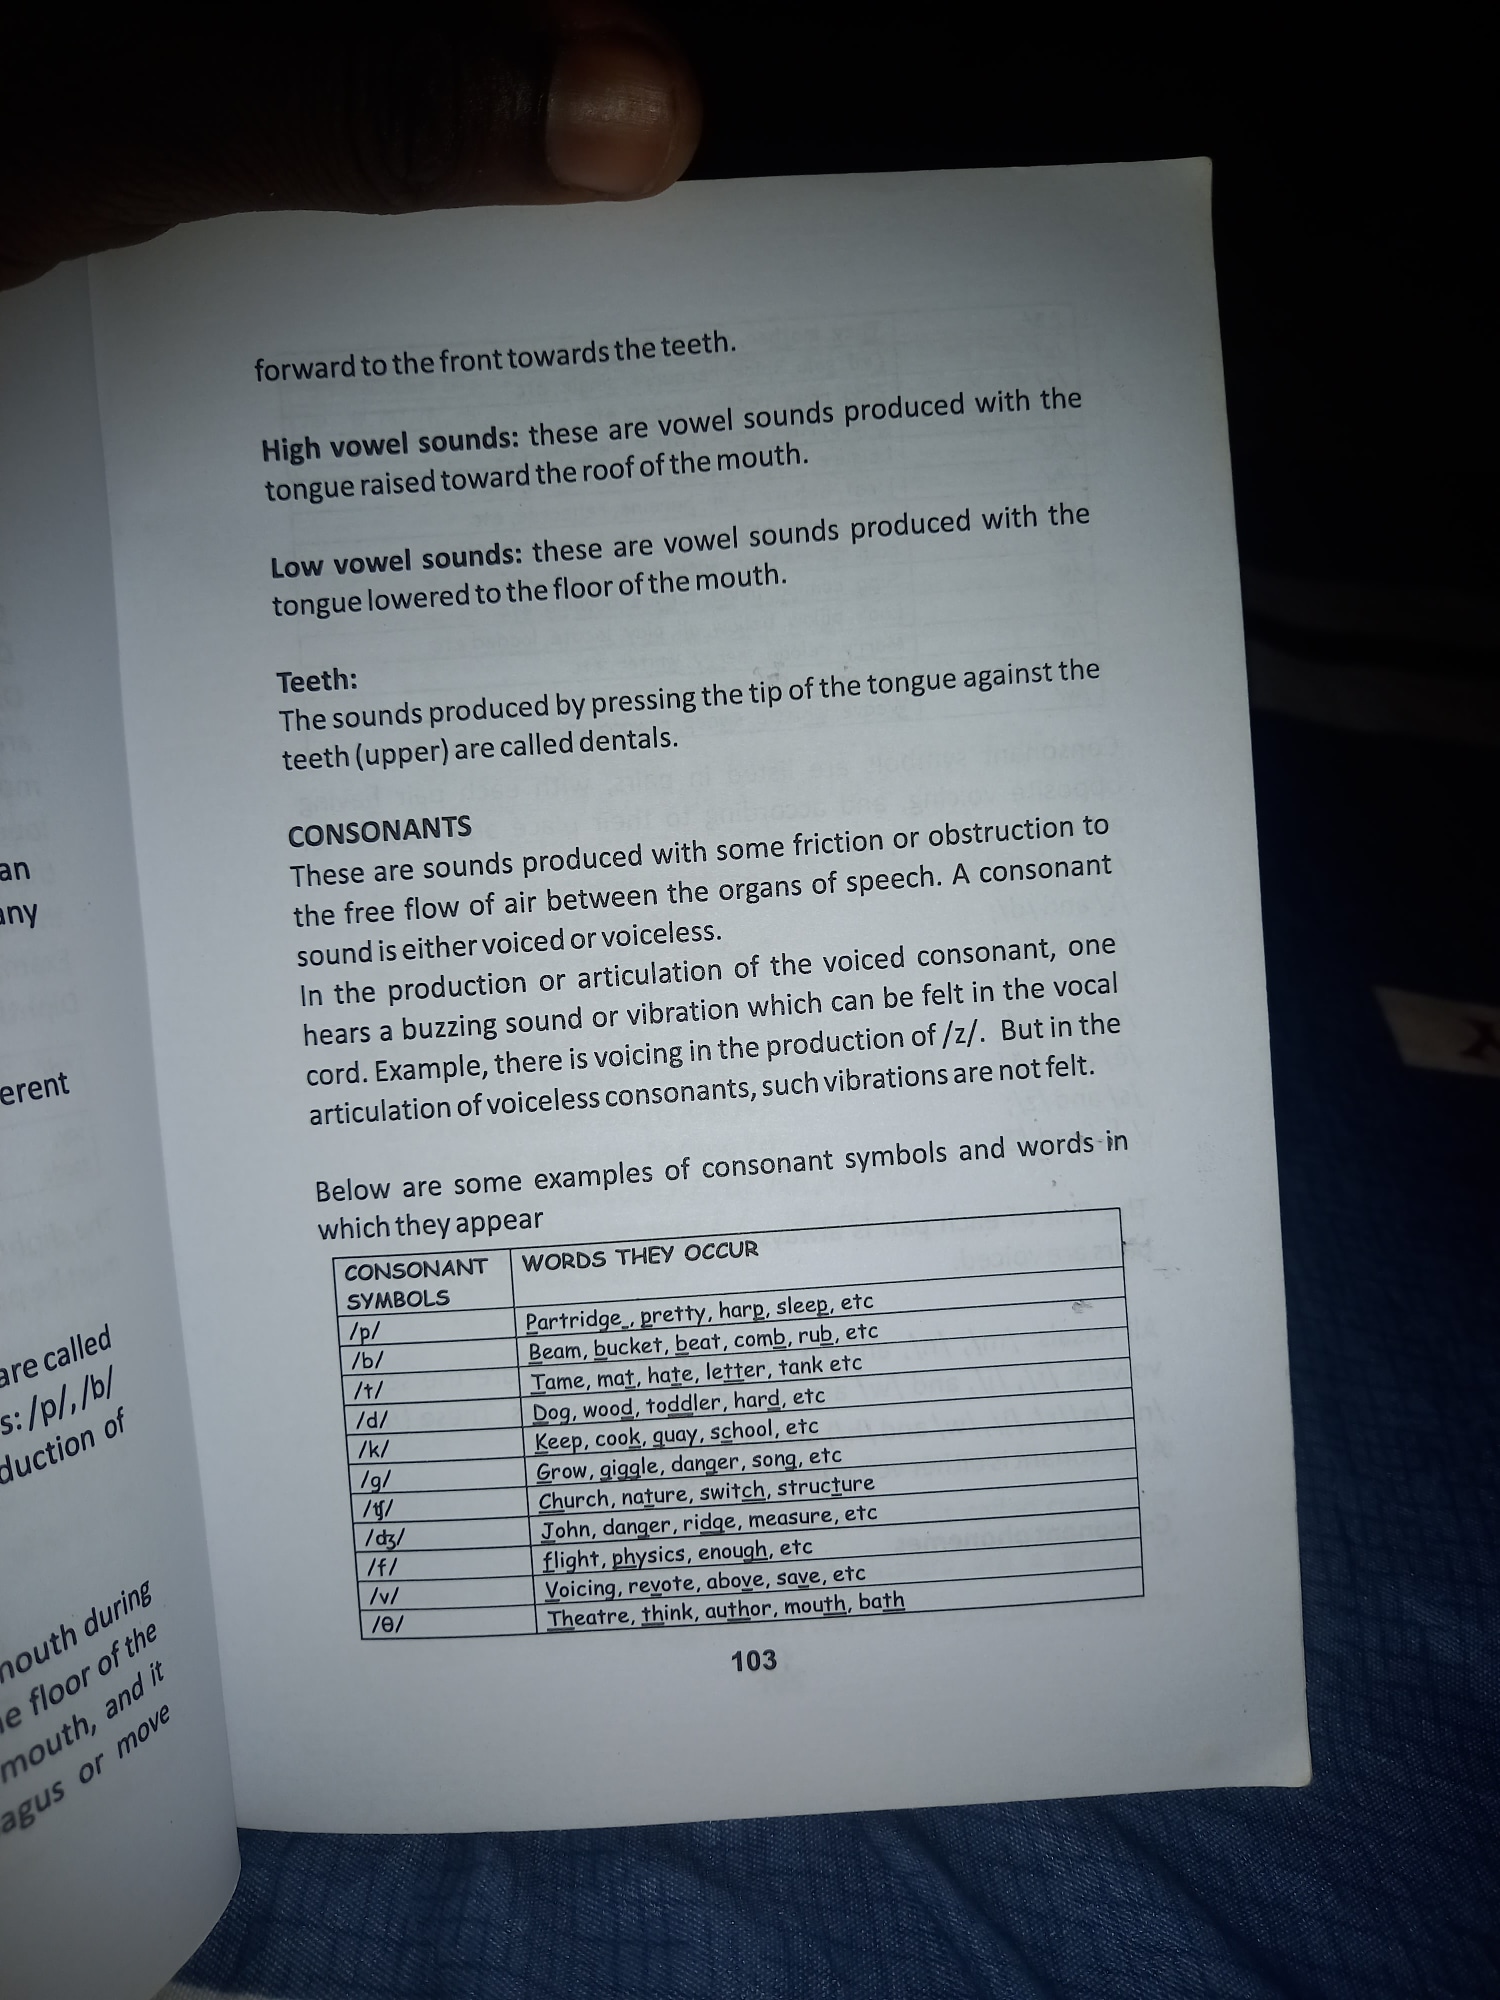 an
any
erent
are called
s: /p/, /b/
duction of
mouth during
e floor of the
mouth, and it
agus or move
forward to the front towards the teeth.
High vowel sounds: these are vowel sounds produced with the
tongue raised toward the roof of the mouth.
Low vowel sounds: these are vowel sounds produced with the
tongue lowered to the floor of the mouth.
Teeth:
The sounds produced by pressing the tip of the tongue against the
teeth (upper) are called dentals.
CONSONANTS
These are sounds produced with some friction or obstruction to
the free flow of air between the organs of speech. A consonant
sound is either voiced or voiceless.
In the production or articulation of the voiced consonant, one
hears a buzzing sound or vibration which can be felt in the vocal
cord. Example, there is voicing in the production of /z/. But in the
articulation of voiceless consonants, such vibrations are not felt.
Below are some examples of consonant symbols and words in
which they appear
CONSONANT SYMBOLS WORDS THEY OCCUR
/p/ Partridge , pretty, harp, sleep, etc
/b/ Beam, bucket, beat, comb, rub, etc
/t/ Tame, mat, hate, letter, tank etc
/d/ Dog, wood, toddler, hard, etc
/k/ Keep, cook, quay, school, etc
/g/ Grow, giggle, danger, song, etc
/ʧ/ Church, nature, switch, structure
/ʤ/ John, danger, ridge, measure, etc
/f/ flight, physics, enough, etc
/v/ Voicing, revote, above, save, etc
/θ/ Theatre, think, author, mouth, bath
103